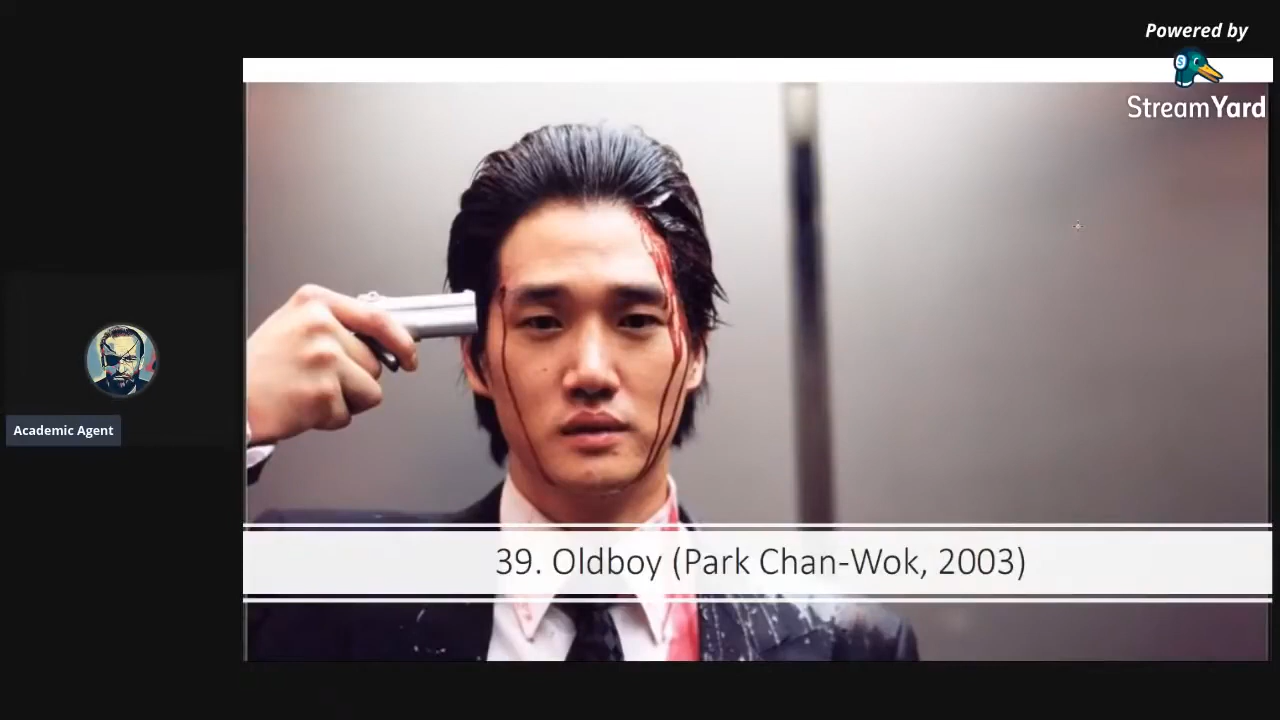 Powered by
StreamYard
Academic Agent
39. Oldboy (Park Chan-Wok, 2003)